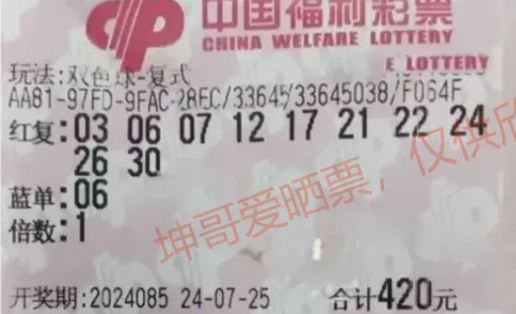 中国福利彩票
CHINA WELFARE LOTTERY
E LOTTERY
玩法:双色球-复式
AA81-97FD-9FAC-28EC/33645/33645038/F064F
红复:03 06 07 12 17 21 22 24
26 30
蓝单:06
倍数:1
坤哥爱晒票，仅供欣
开奖期:2024085 24-07-25 合计420元